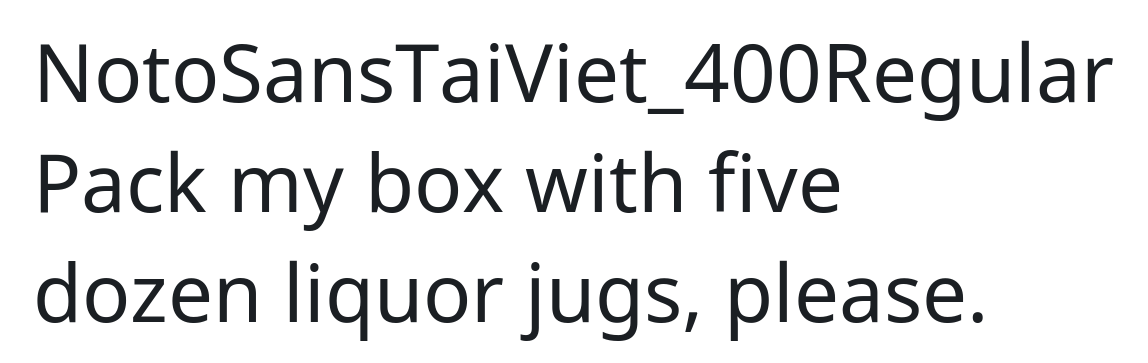 NotoSansTaiViet_400Regular
Pack my box with five
dozen liquor jugs, please.